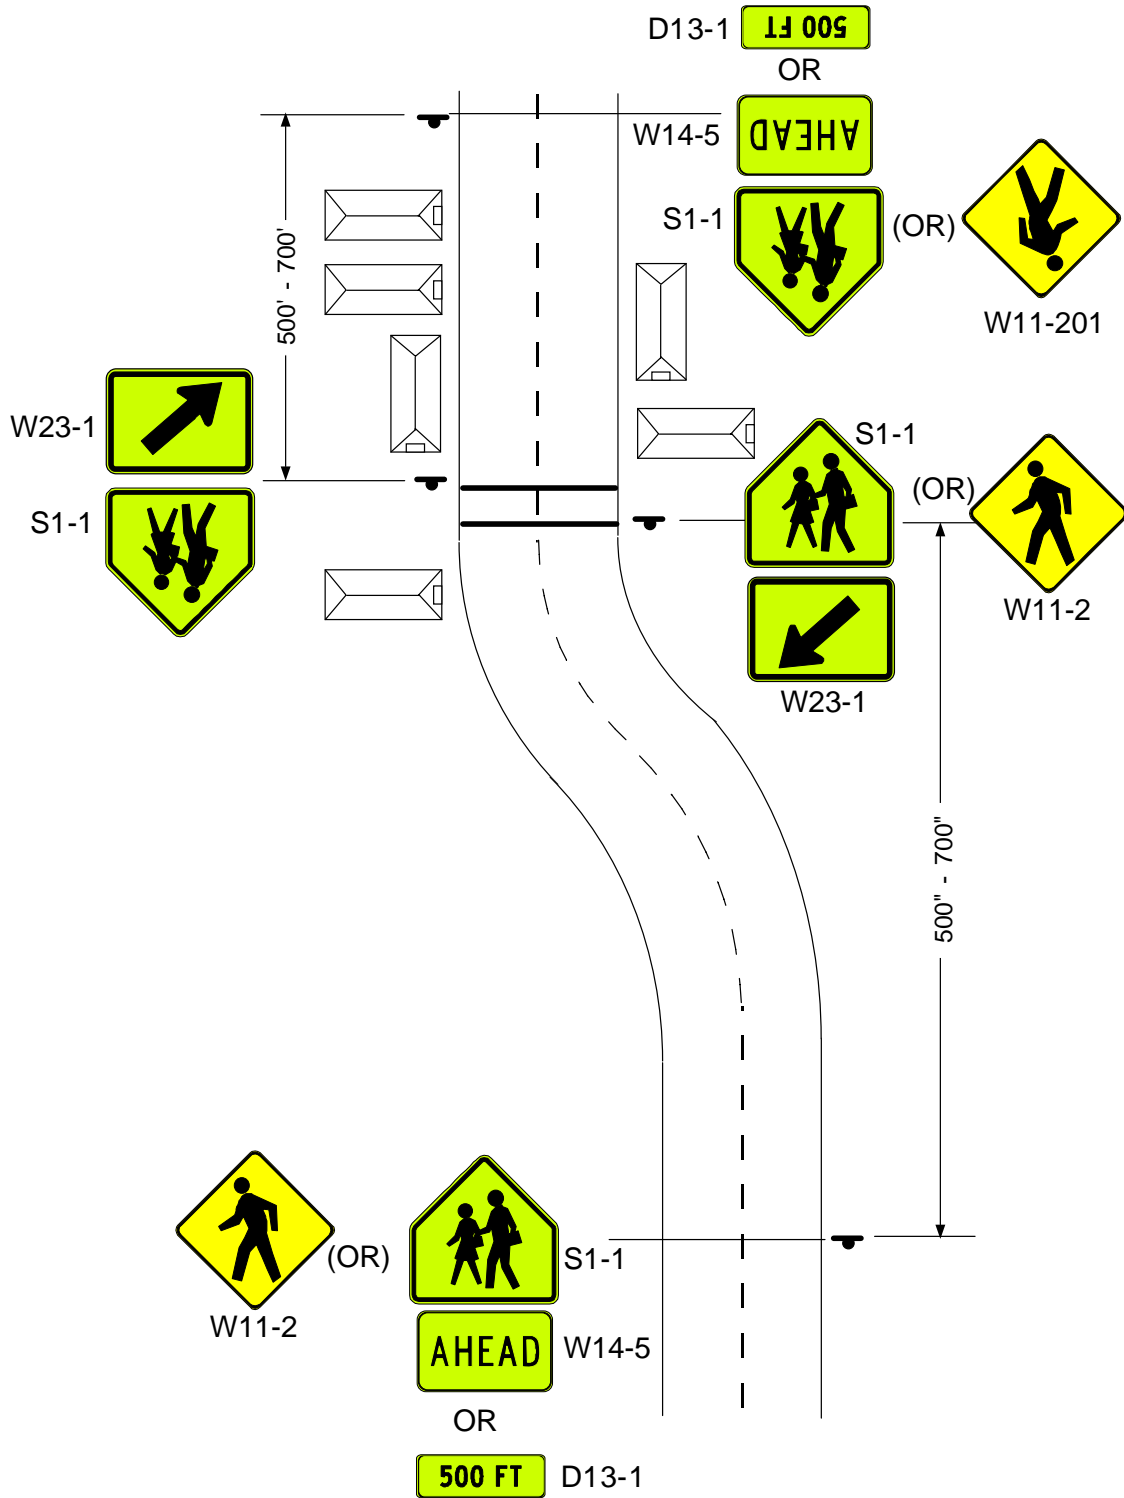 D13-1
500 FT
OR
W14-5
AHEAD
S1-1
(OR)
W11-201
500' - 700'
W23-1
S1-1
S1-1
(OR)
W11-2
W23-1
500" - 700"
(OR)
S1-1
W11-2
AHEAD
W14-5
OR
500 FT
D13-1